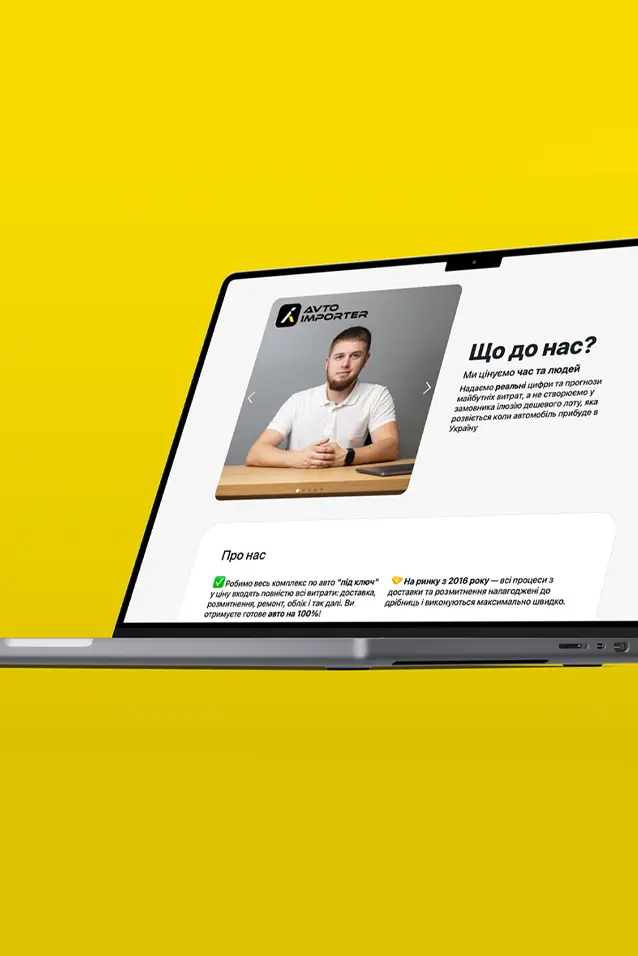 AVTO
IMPORTER
Що до нас?
Ми цінуємо час та людей
Надаємо реальні цифри та прогнози
майбутніх витрат, а не створюємо у
замовника ілюзію дешевого лоту, яка
розвіється коли автомобіль прибуде в
Україну
Про нас
✅ Робимо весь комплекс по авто "під ключ"
у ціну входять повністю всі витрати: доставка,
розмитнення, ремонт, облік і так далі. Ви
отримуєте готове авто на 100%!
🤝 На ринку з 2016 року — всі процеси з
доставки та розмитнення налагоджені до
дрібниць і виконуються максимально швидко.